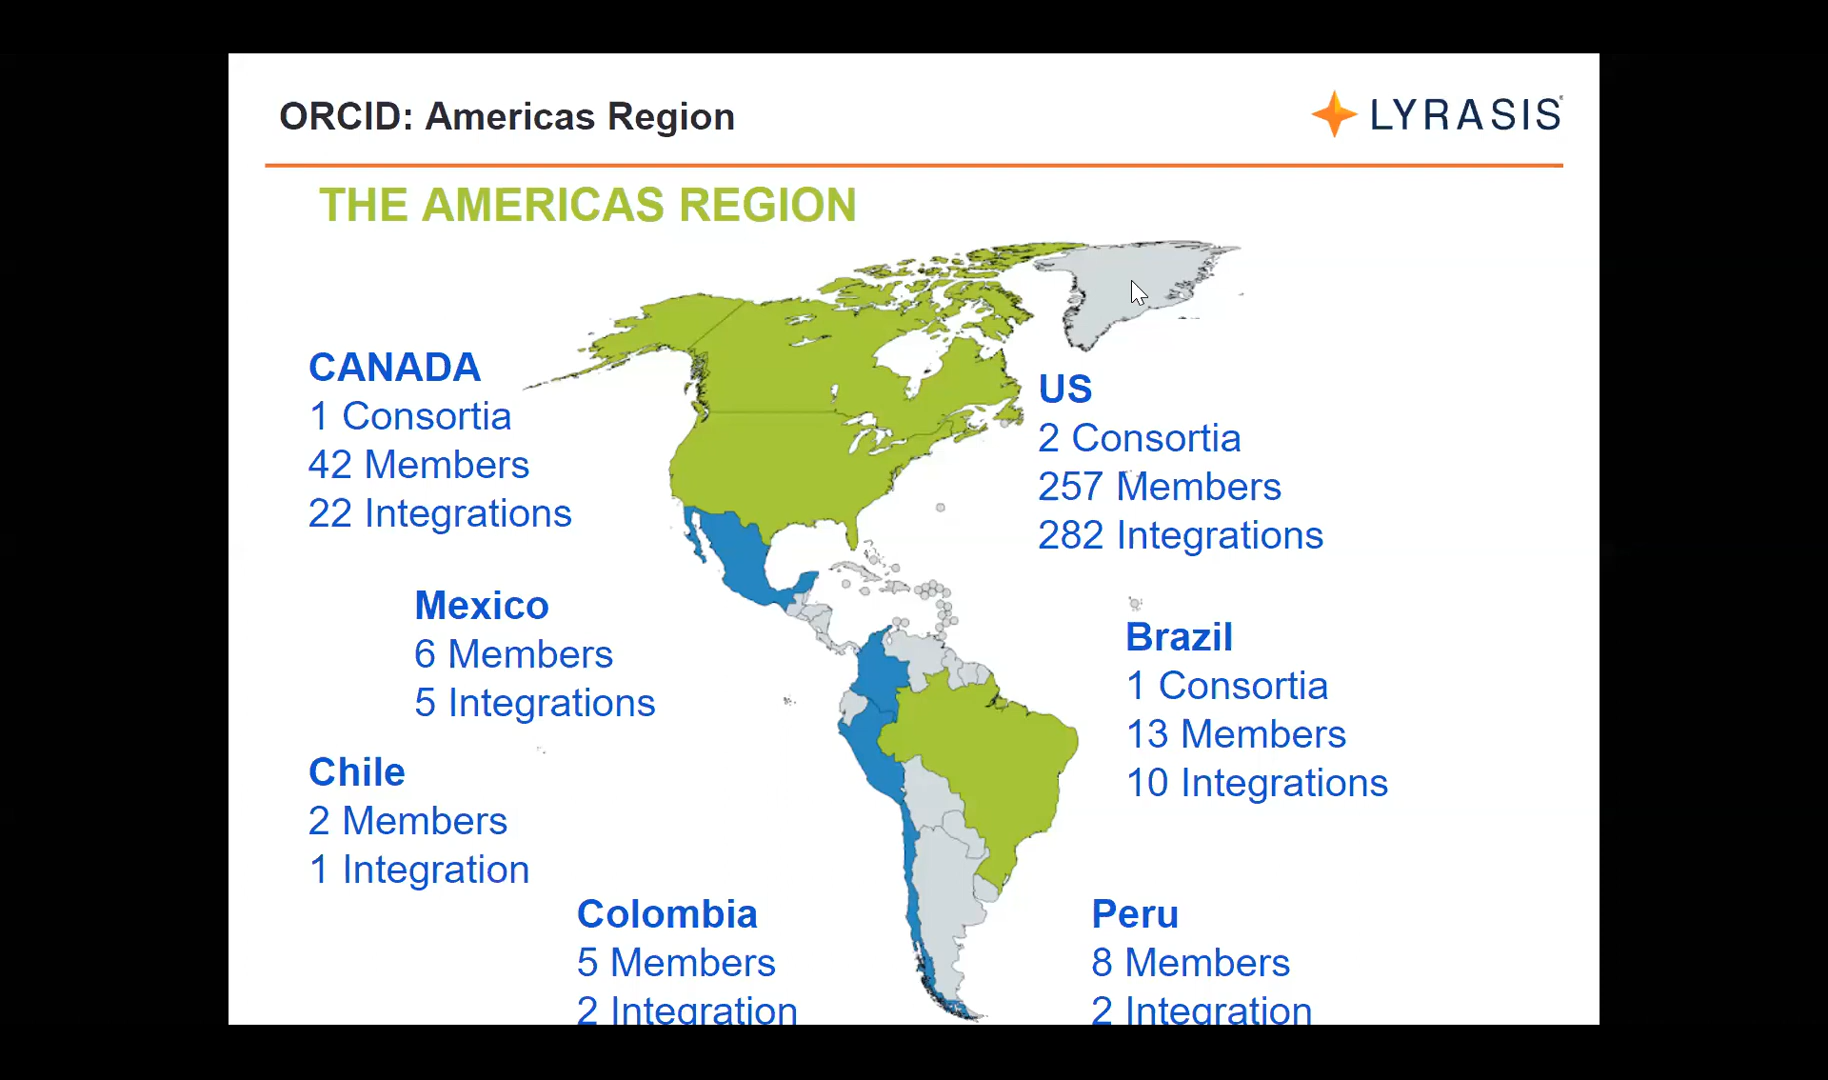 ORCID: Americas Region
LYRASIS
THE AMERICAS REGION
CANADA
1 Consortia
42 Members
22 Integrations
US
2 Consortia
257 Members
282 Integrations
Mexico
6 Members
5 Integrations
Brazil
1 Consortia
13 Members
10 Integrations
Chile
2 Members
1 Integration
Colombia
5 Members
2 Integration
Peru
8 Members
2 Integration